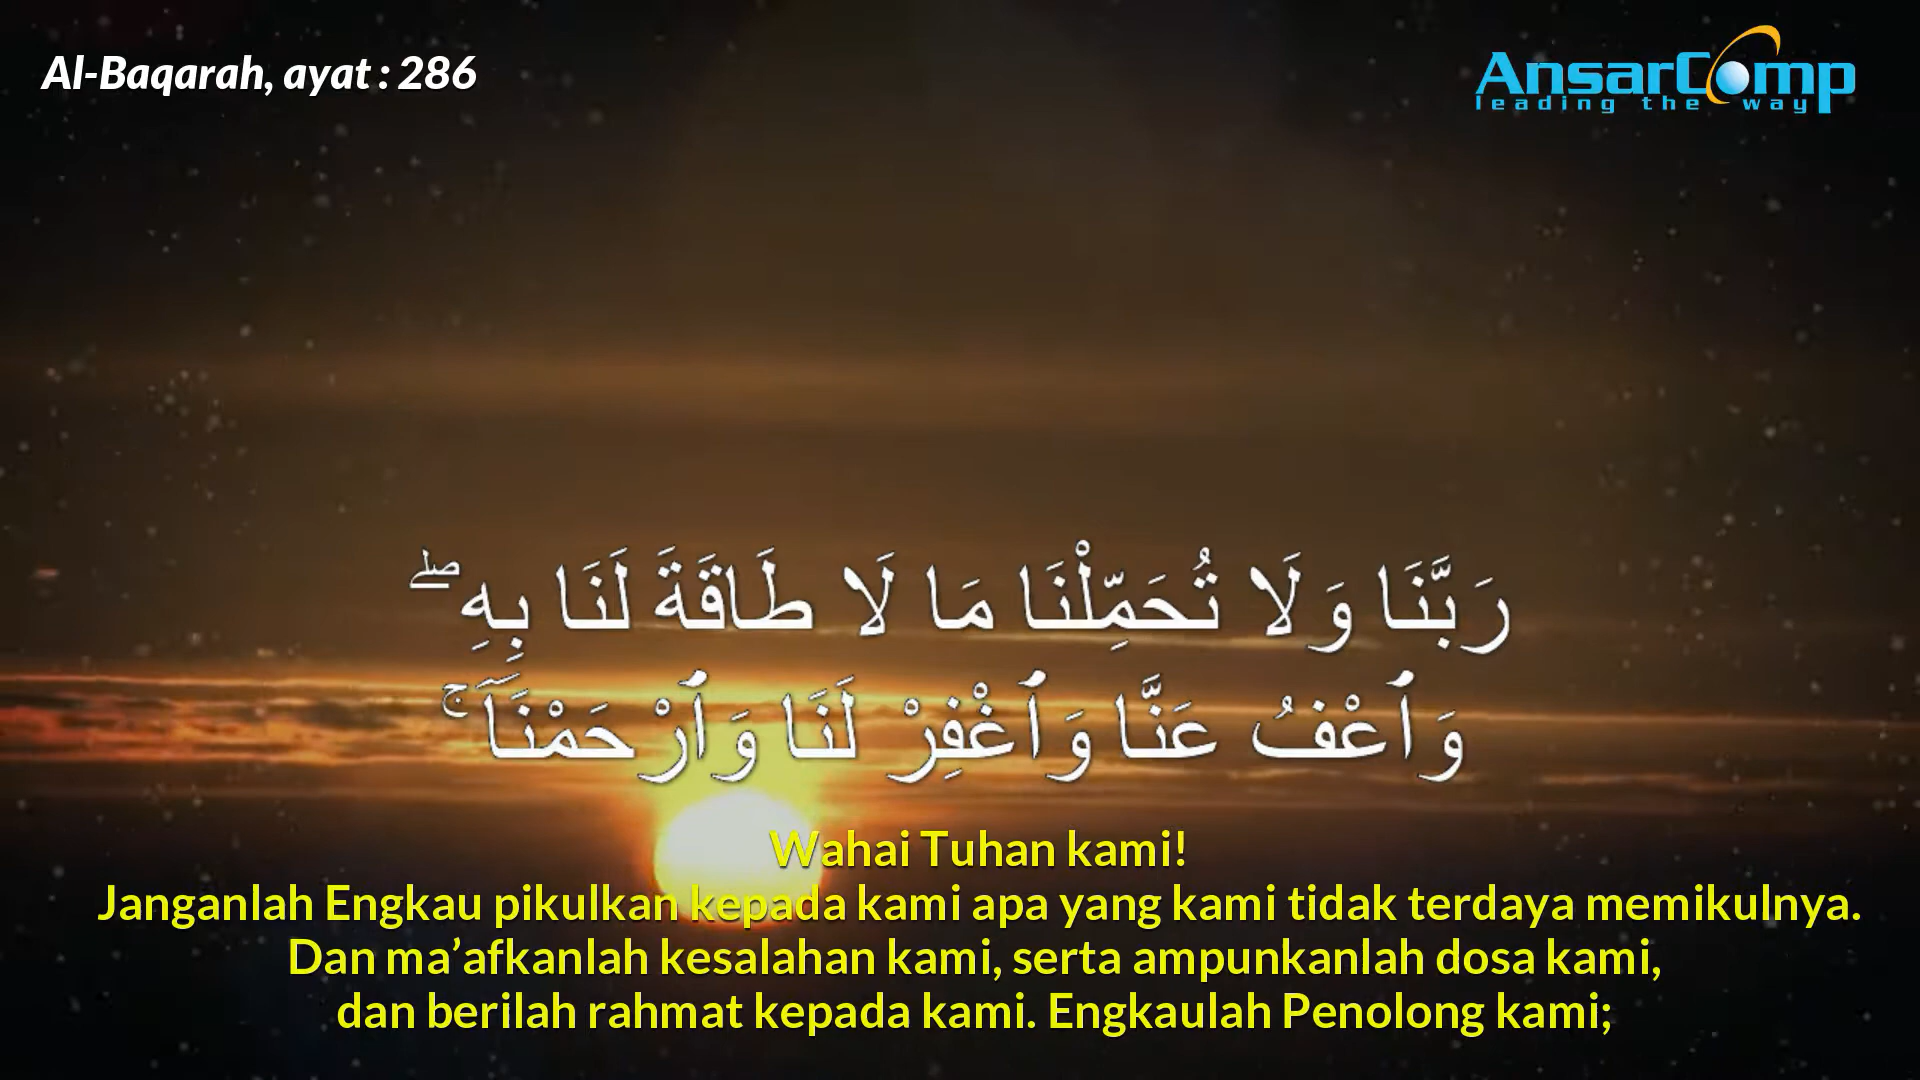 Al-Baqarah, ayat : 286
AnsarComp
leading the way
رَبَّنَا وَلَا تُحَمِّلْنَا مَا لَا طَاقَةَ لَنَا بِهِۦ ۖ
وَٱعْفُ عَنَّا وَٱغْفِرْ لَنَا وَٱرْحَمْنَآ ۚ
Wahai Tuhan kami!
Janganlah Engkau pikulkan kepada kami apa yang kami tidak terdaya memikulnya.
Dan ma’afkanlah kesalahan kami, serta ampunkanlah dosa kami,
dan berilah rahmat kepada kami. Engkaulah Penolong kami;